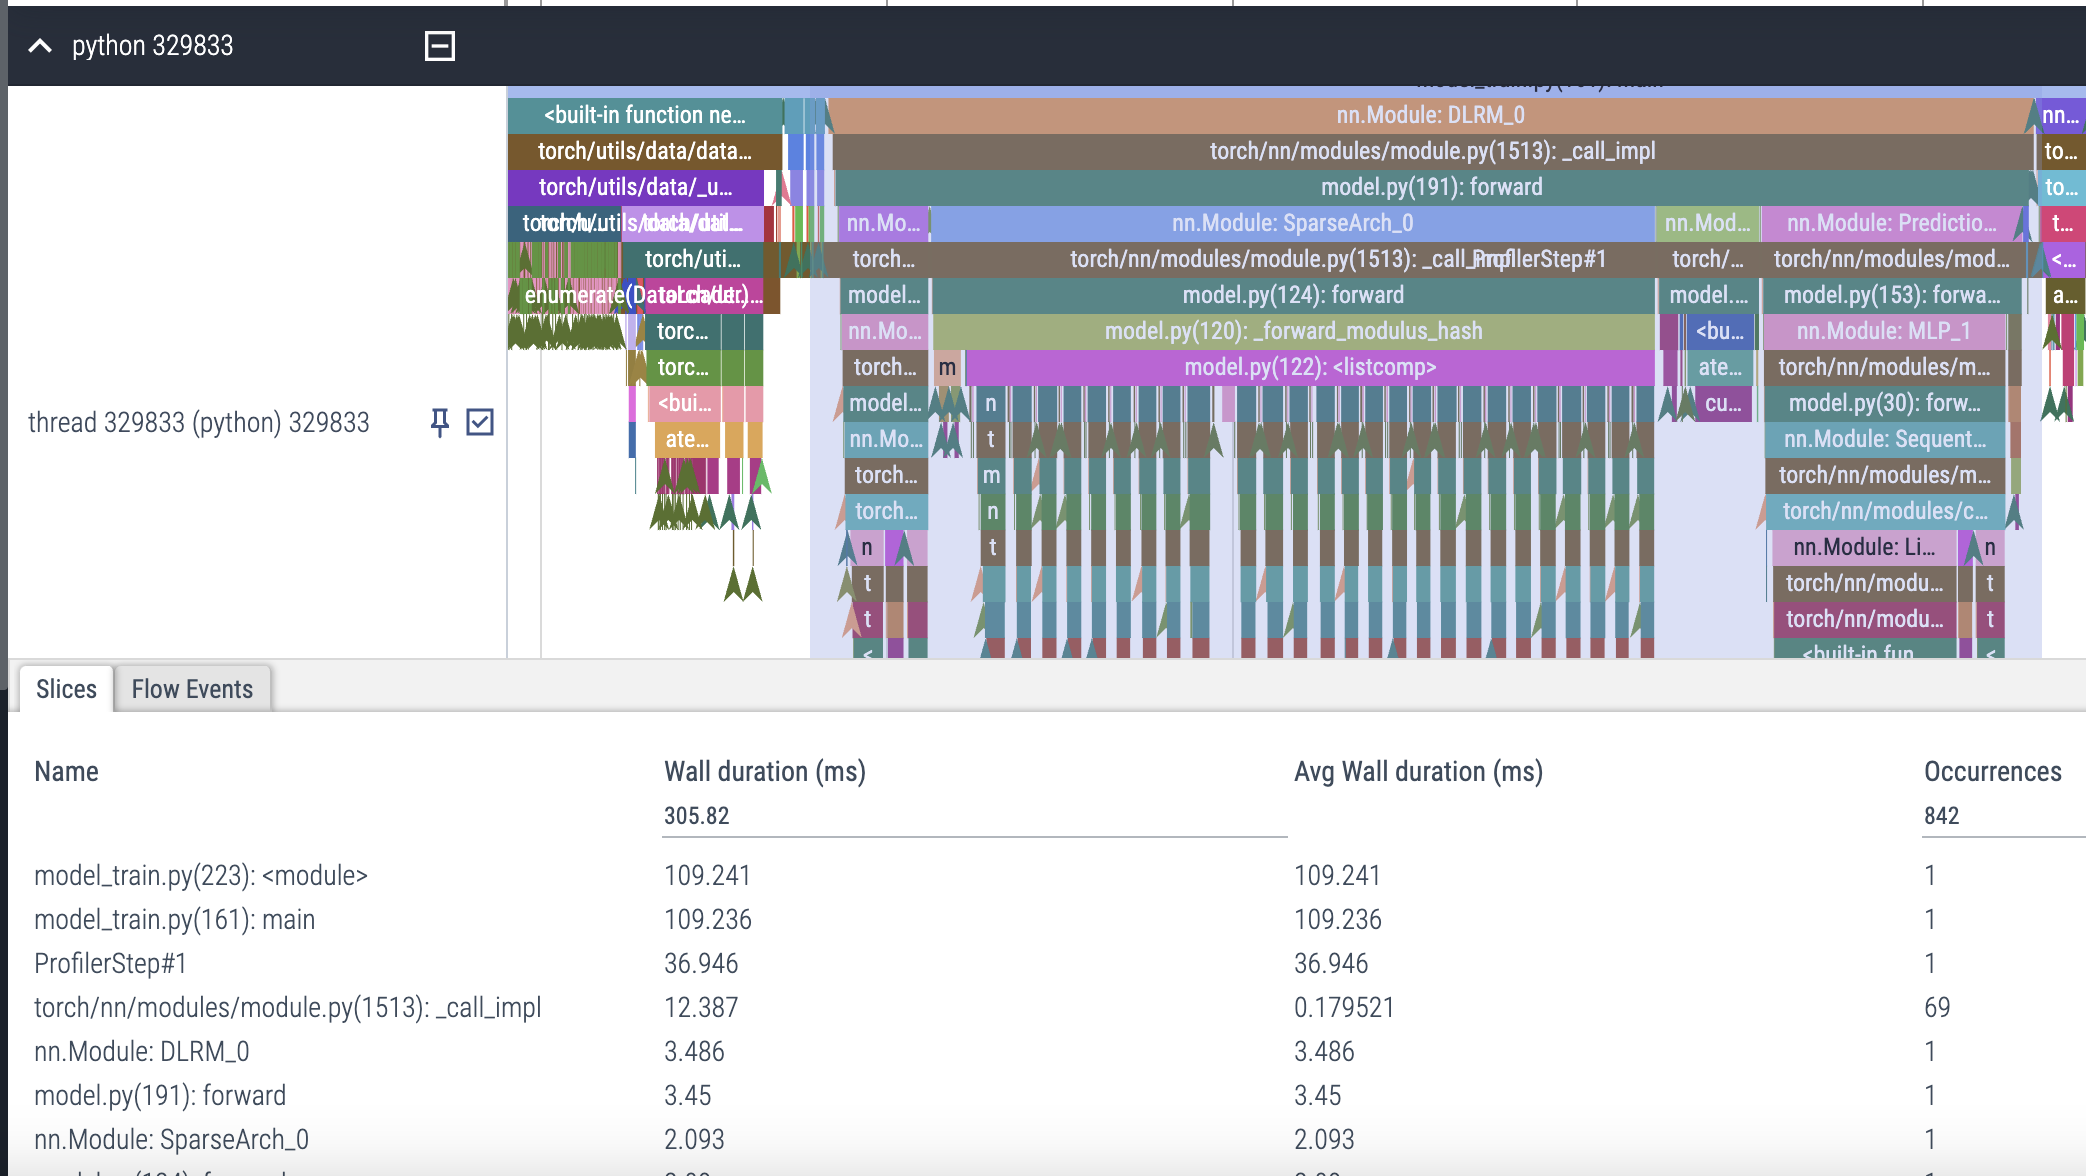 python 329833
<built-in function ne... nn.Module: DLRM_0 nn...
torch/utils/data/data... torch/nn/modules/module.py(1513): _call_impl to...
torch/utils/data/_u... model.py(191): forward to...
nn.Mo... nn.Module: SparseArch_0 nn.Mod... nn.Module: Predictio... t...
torch/uti... torch... torch/nn/modules/module.py(1513): _call_impl ProfilerStep#1 torch/... torch/nn/modules/mod... <...
enumerate(DataLoader)... model... model.py(124): forward model.... model.py(153): forwa... a...
torc... nn.Mo... model.py(120): _forward_modulus_hash <bu... nn.Module: MLP_1
torc... torch... m model.py(122): <listcomp> ate... torch/nn/modules/m...
thread 329833 (python) 329833
<bui... model... n cu... model.py(30): forw...
ate... nn.Mo... t nn.Module: Sequent...
torch... m torch/nn/modules/m...
torch... n torch/nn/modules/c...
n t nn.Module: Li... n
t torch/nn/modu... t
t torch/nn/modu... t
< <built-in fun... <
Slices Flow Events
Name Wall duration (ms) Avg Wall duration (ms) Occurrences
305.82 842
model_train.py(223): <module> 109.241 109.241 1
model_train.py(161): main 109.236 109.236 1
ProfilerStep#1 36.946 36.946 1
torch/nn/modules/module.py(1513): _call_impl 12.387 0.179521 69
nn.Module: DLRM_0 3.486 3.486 1
model.py(191): forward 3.45 3.45 1
nn.Module: SparseArch_0 2.093 2.093 1